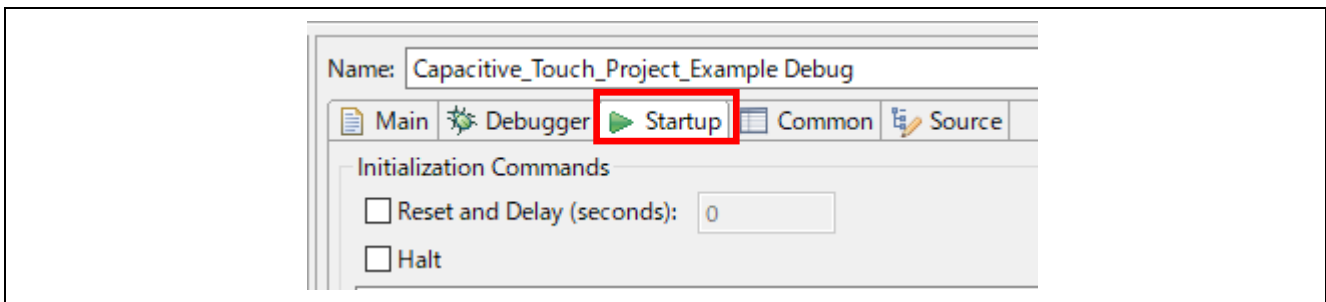 Name: Capacitive_Touch_Project_Example Debug
Main Debugger Startup Common Source
Initialization Commands
Reset and Delay (seconds): 0
Halt